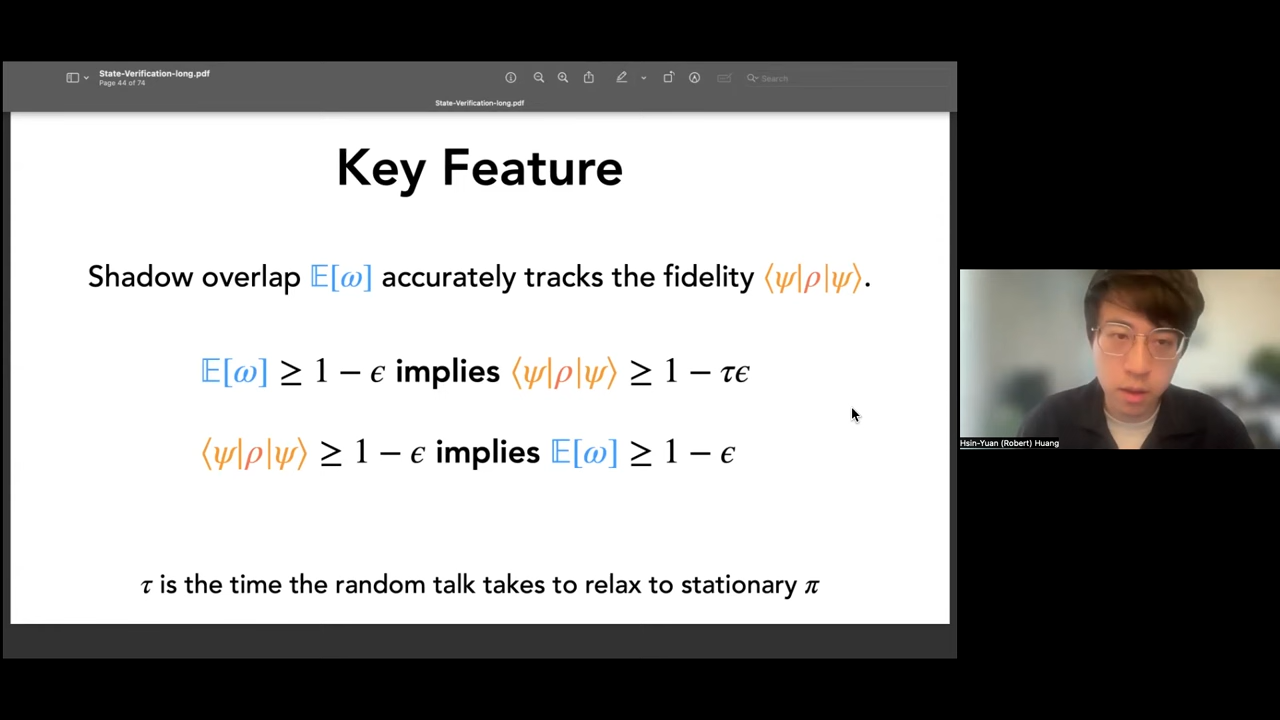 State-Verification-long.pdf
Page 44 of 74
Search
State-Verification-long.pdf
Key Feature
Shadow overlap 𝔼[ω] accurately tracks the fidelity ⟨ψ|ρ|ψ⟩.
𝔼[ω] ≥ 1 − ϵ implies ⟨ψ|ρ|ψ⟩ ≥ 1 − τϵ
⟨ψ|ρ|ψ⟩ ≥ 1 − ϵ implies 𝔼[ω] ≥ 1 − ϵ
τ is the time the random talk takes to relax to stationary π
Hsin-Yuan (Robert) Huang